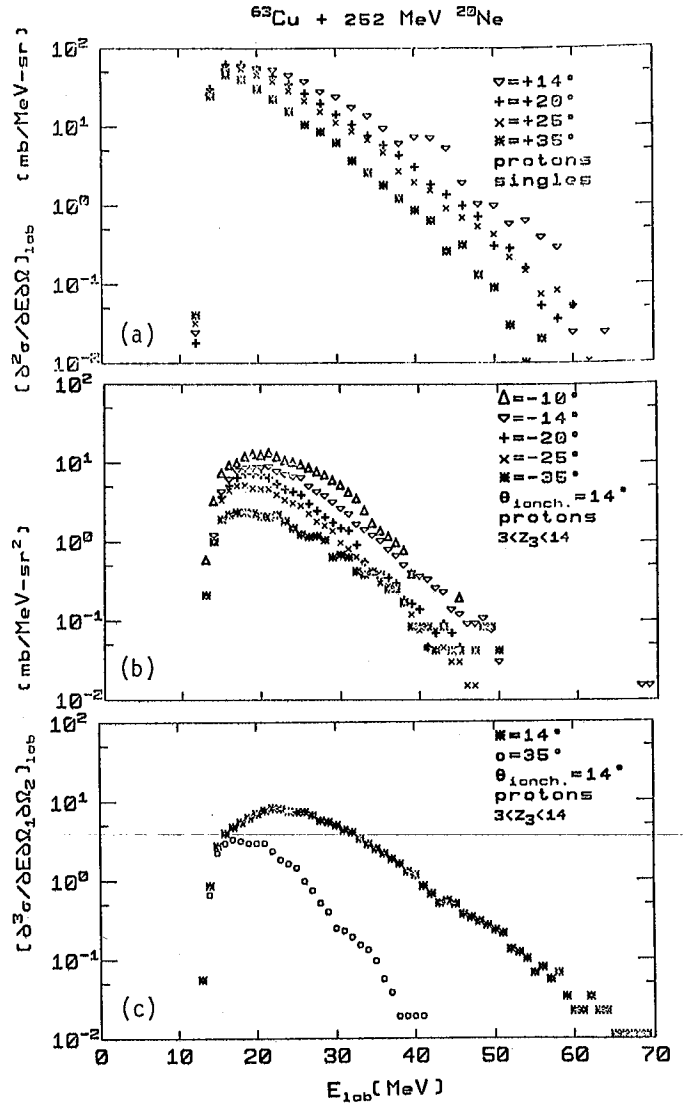 ⁶³Cu + 252 MeV ²⁰Ne
[∂²σ/∂E∂Ω]lab [mb/MeV-sr]
10²
10¹
10⁰
10⁻¹
10⁻²
▽=+14°
+=+20°
×=+25°
ж=+35°
protons
singles
(a)
[mb/MeV-sr²]
10²
10¹
10⁰
10⁻¹
10⁻²
△=-10°
▽=-14°
+=-20°
×=-25°
ж=-35°
θionch.=14°
protons
3<Z₃<14
(b)
[∂³σ/∂E∂Ω₁∂Ω₂]lab
10²
10¹
10⁰
10⁻¹
10⁻²
ж=14°
o=35°
θionch.=14°
protons
3<Z₃<14
(c)
0 10 20 30 40 50 60 70
Elab[MeV]